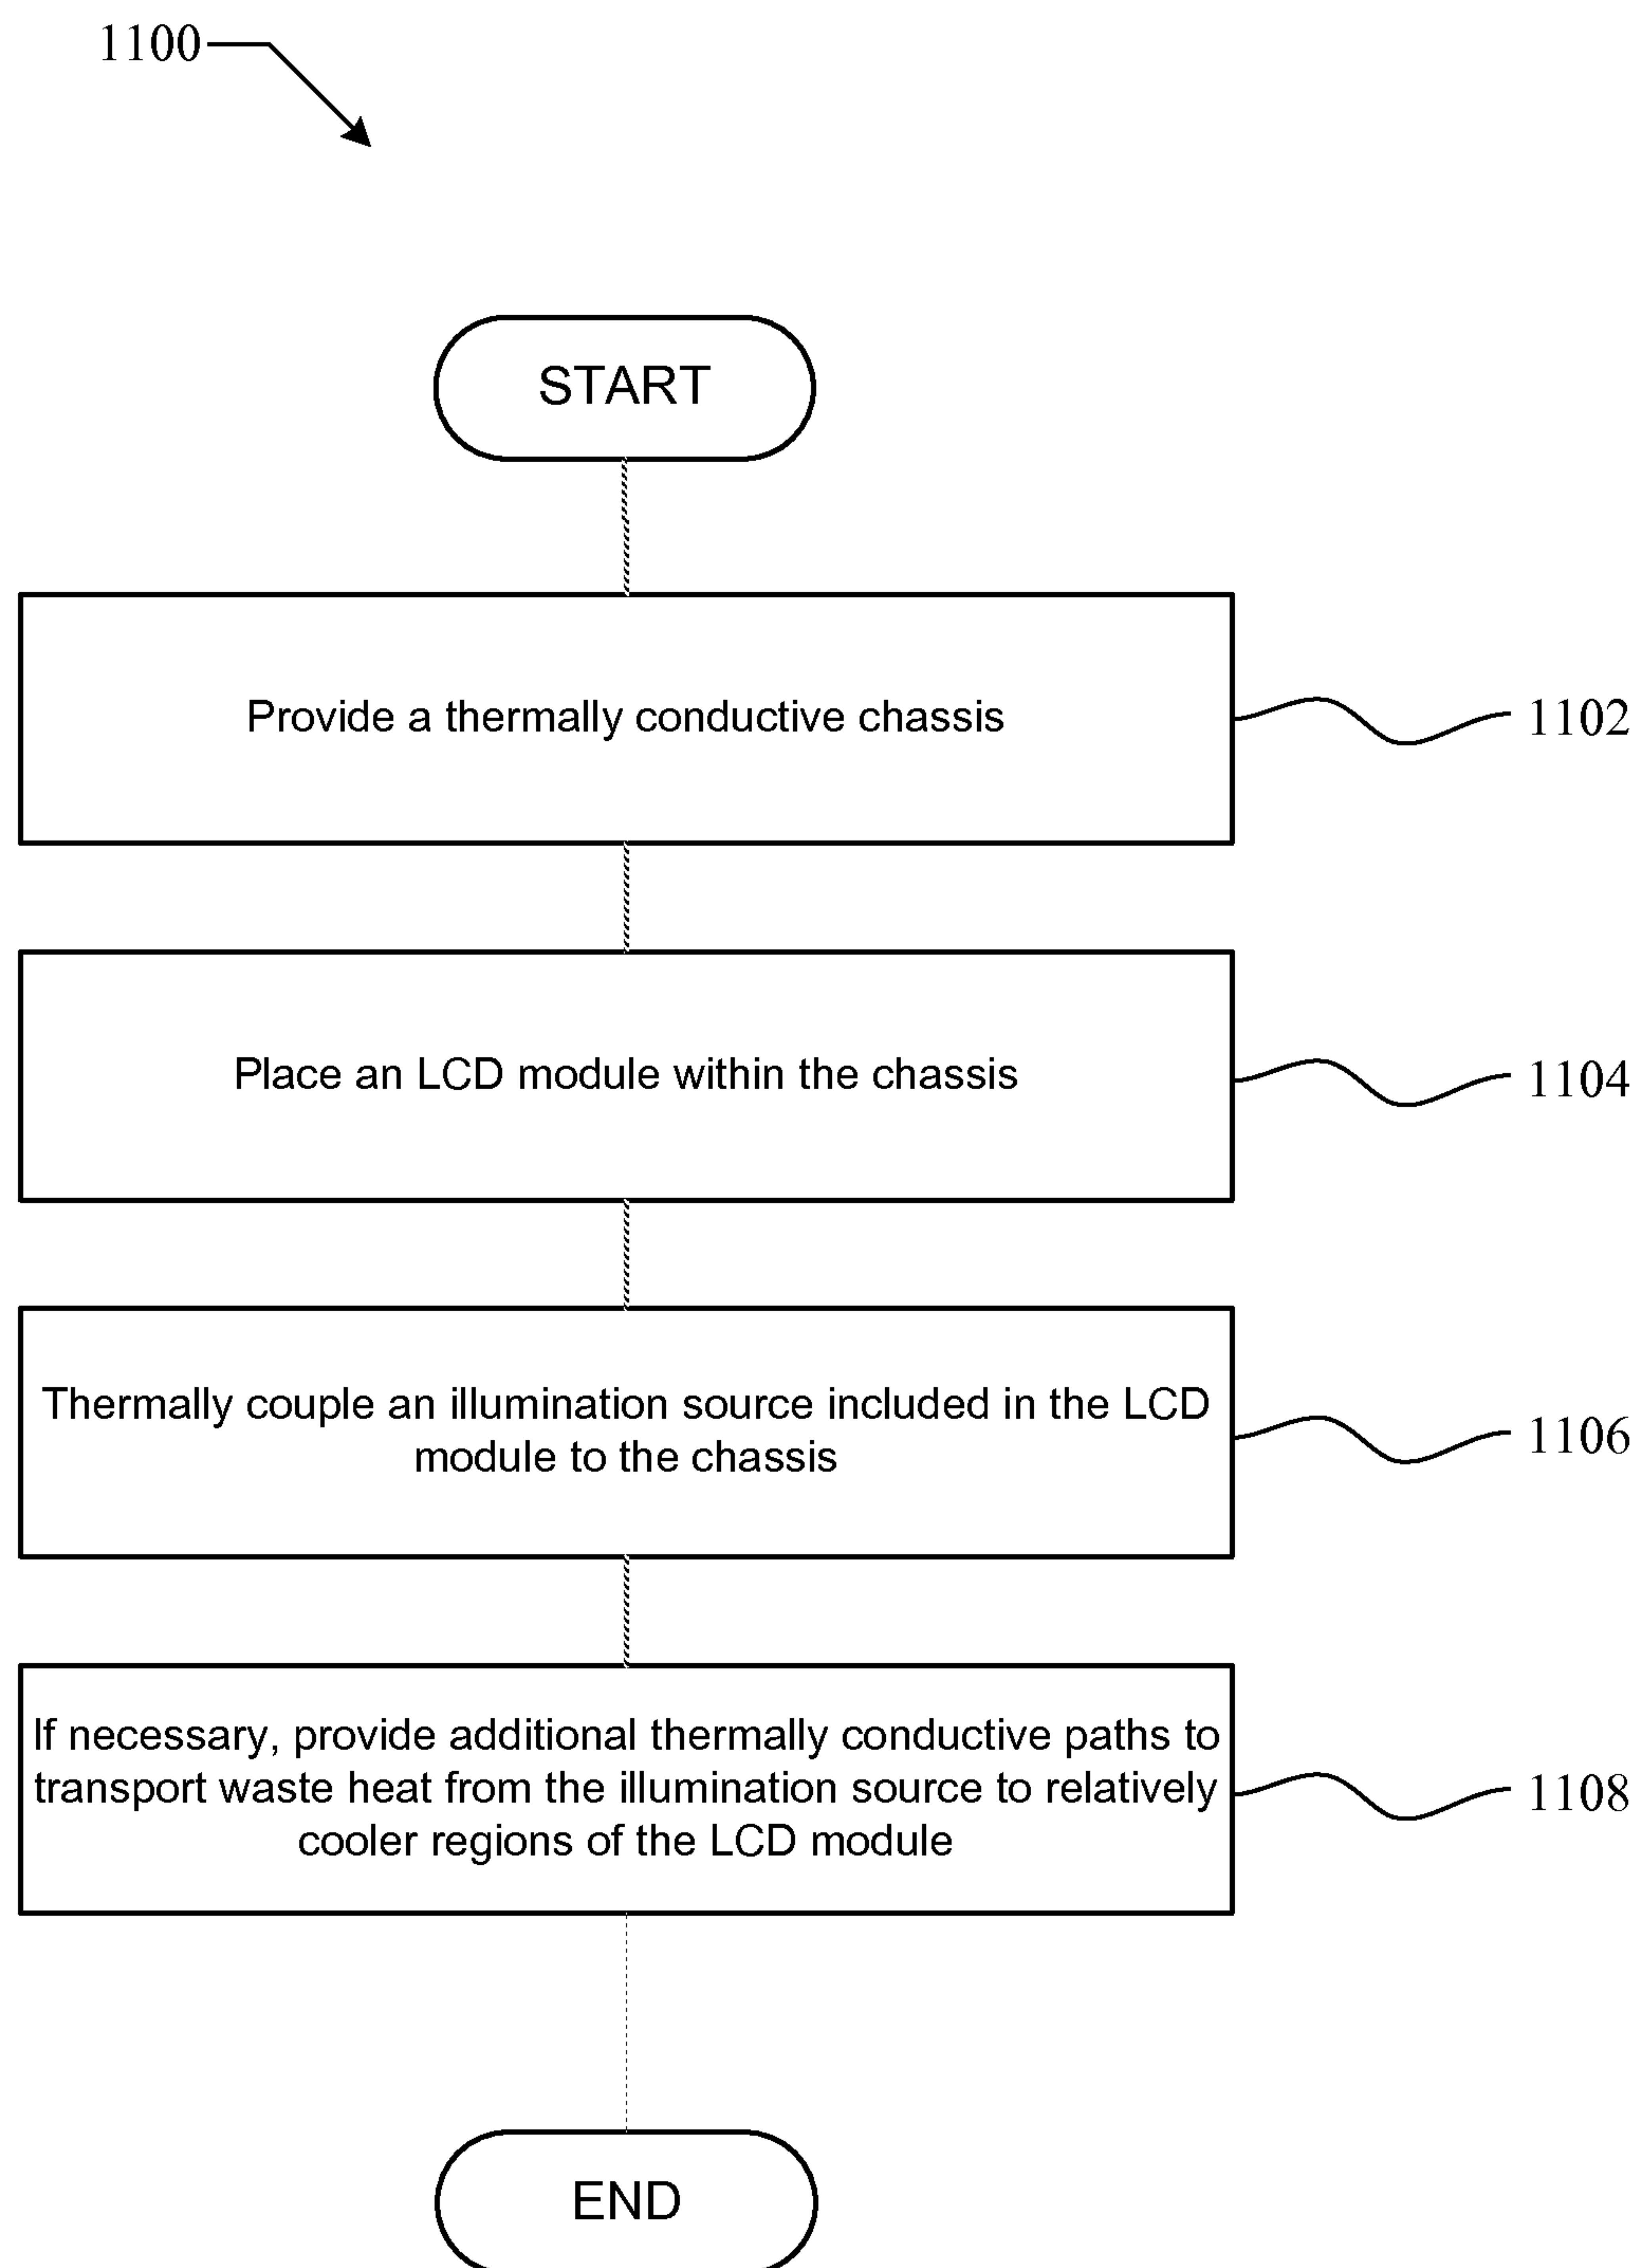 1100
START
Provide a thermally conductive chassis
1102
Place an LCD module within the chassis
1104
Thermally couple an illumination source included in the LCD
module to the chassis
1106
If necessary, provide additional thermally conductive paths to
transport waste heat from the illumination source to relatively
cooler regions of the LCD module
1108
END